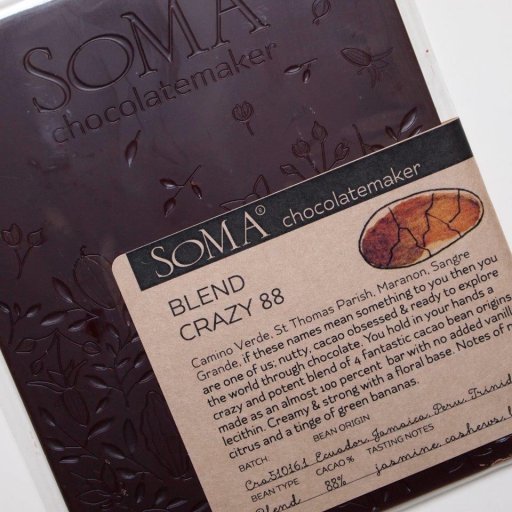 SOMA
chocolatemaker
SOMA® chocolatemaker
BLEND
CRAZY 88
Camino Verde, St Thomas Parish, Maranon, Sangre
Grande, if these names mean something to you then you
are one of us, nutty, cacao obsessed & ready to explore
the world through chocolate. You hold in your hands a
crazy and potent blend of 4 fantastic cacao bean origins,
made as an almost 100 percent bar with no added vanill
lecithin. Creamy & strong with a floral base. Notes of
citrus and a tinge of green bananas.
BATCH BEAN ORIGIN
Ecuador, Jamaica, Peru, Trinid
BEAN TYPE CACAO % TASTING NOTES
Blend 88% jasmine, cashews,